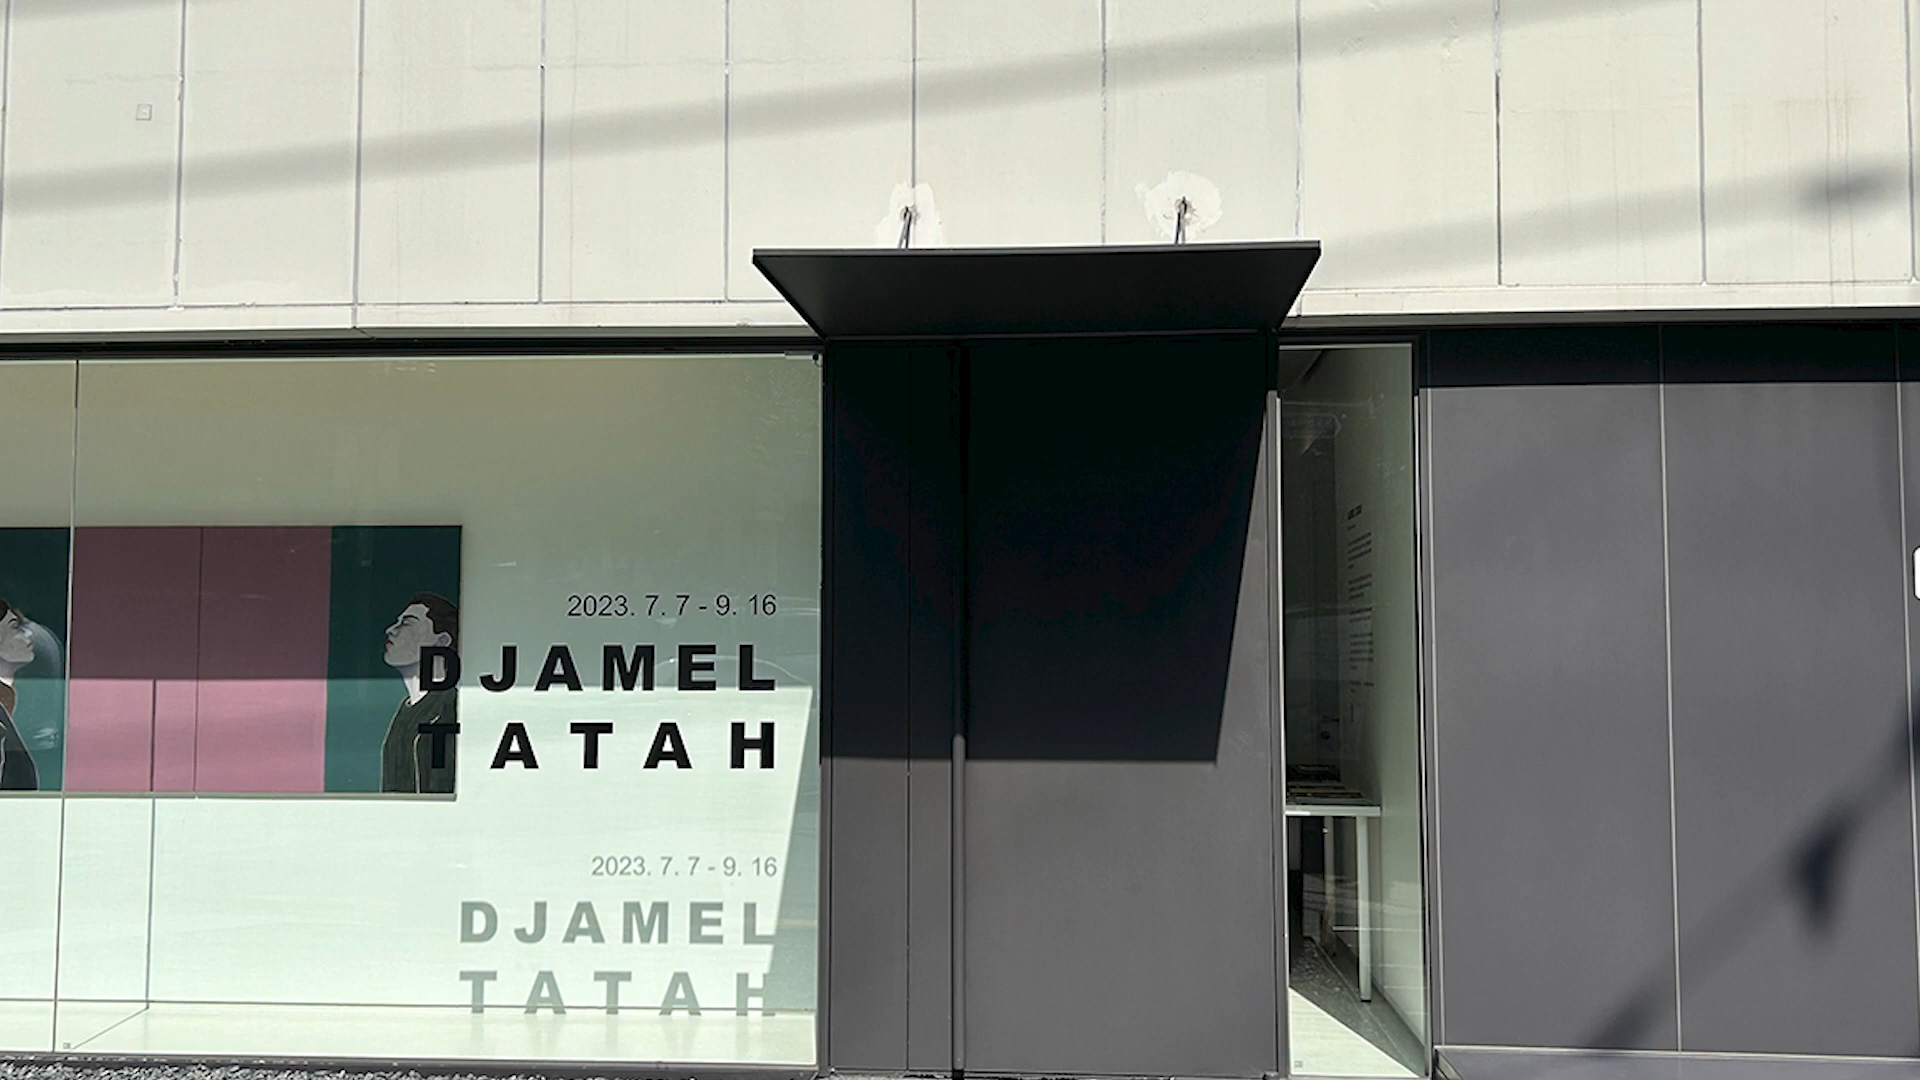 2023. 7. 7 - 9. 16
DJAMEL
TATAH
2023. 7. 7 - 9. 16
DJAMEL
TATAH